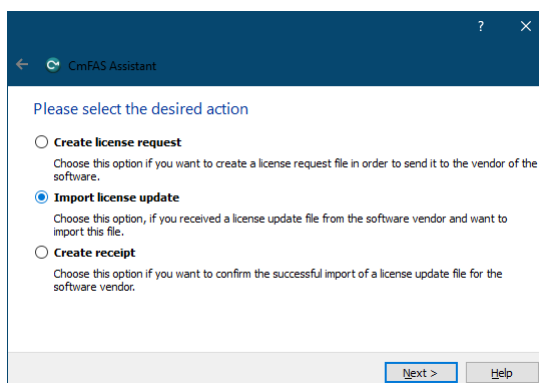 ?
CmFAS Assistant
Please select the desired action
Create license request
Choose this option if you want to create a license request file in order to send it to the vendor of the
software.
Import license update
Choose this option, if you received a license update file from the software vendor and want to
import this file.
Create receipt
Choose this option if you want to confirm the successful import of a license update file for the
software vendor.
Next > Help